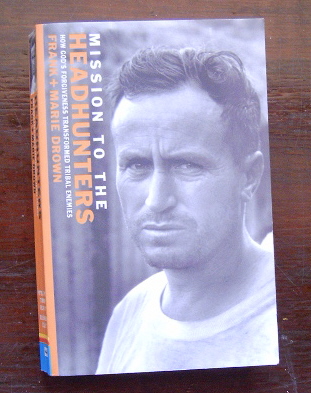 MISSION TO THE
HEADHUNTERS
HOW GOD'S FORGIVENESS TRANSFORMED TRIBAL ENEMIES
FRANK + MARIE DROWN